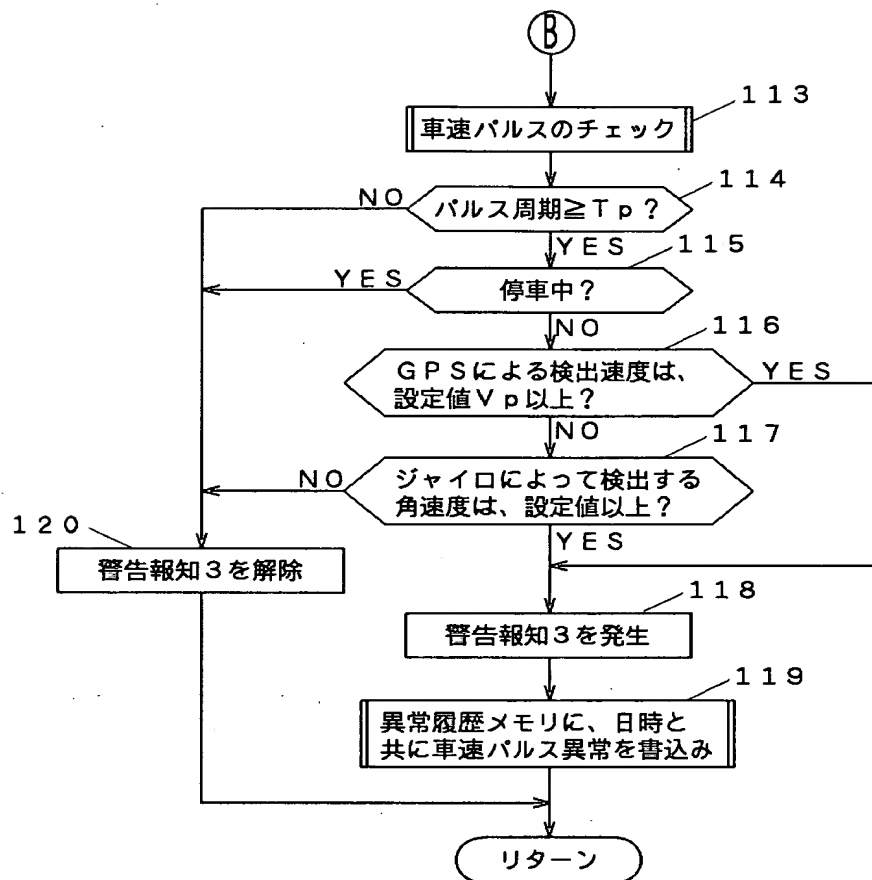 B
113
車速パルスのチェック
114
NO
パルス周期≧Tp?
YES
115
YES
停車中?
NO
116
GPSによる検出速度は、
設定値Vp以上?
YES
NO
117
NO
ジャイロによって検出する
角速度は、設定値以上?
YES
120
警告報知3を解除
118
警告報知3を発生
119
異常履歴メモリに、日時と
共に車速パルス異常を書込み
リターン